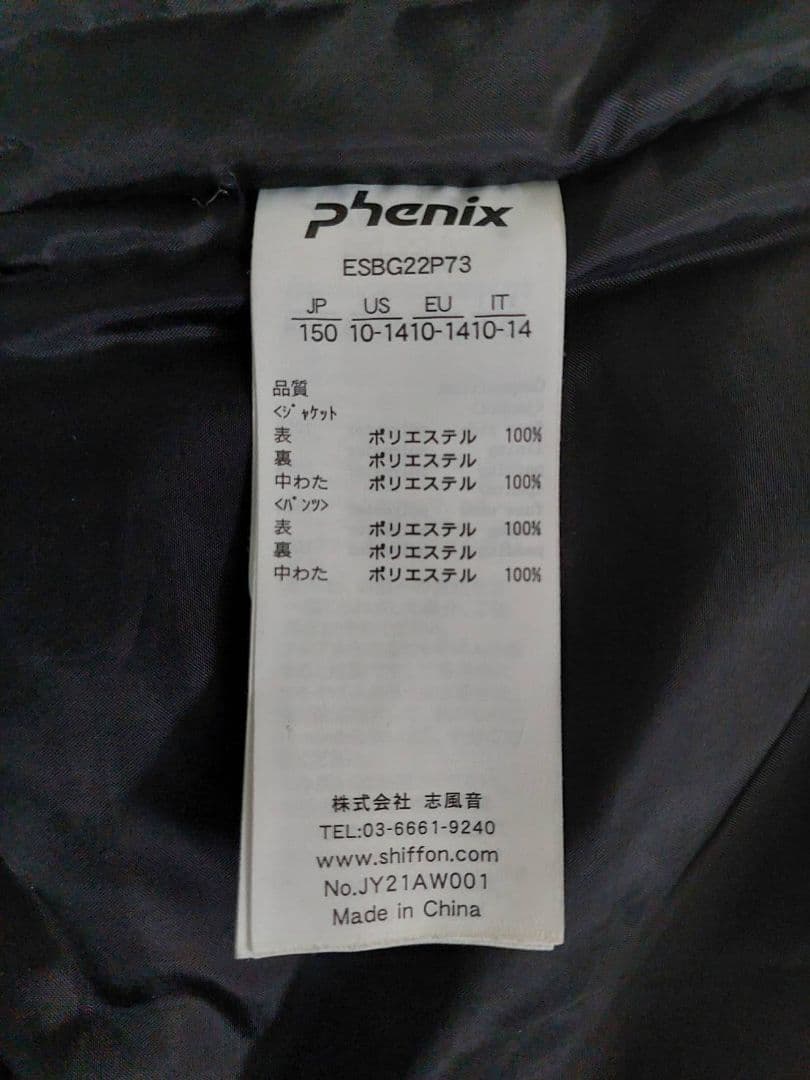 phenix
ESBG22P73
JP US EU IT
150 10-14 10-14 10-14
品質
<ｼﾞｬｹｯﾄ
表 ポリエステル 100%
裏 ポリエステル
中わた ポリエステル 100%
<ﾊﾟﾝﾂ>
表 ポリエステル 100%
裏 ポリエステル
中わた ポリエステル 100%
株式会社 志風音
TEL:03-6661-9240
www.shiffon.com
No.JY21AW001
Made in China